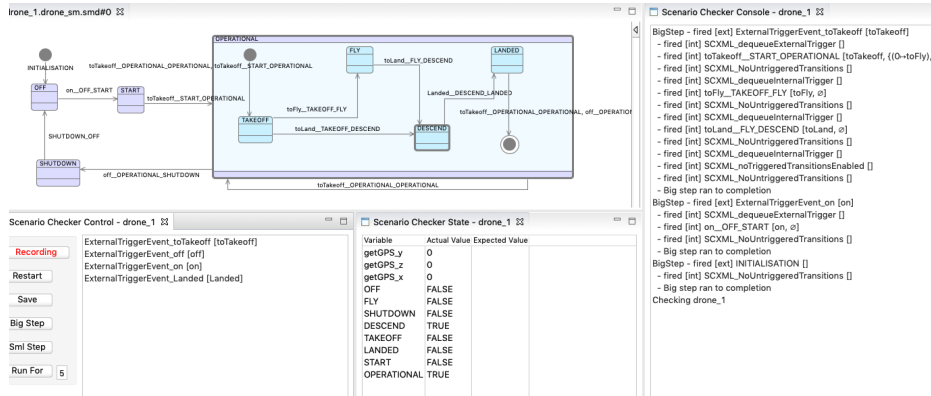 drone_1.drone_sm.smd#0
OPERATIONAL
INITIALISATION
toTakeoff__OPERATIONAL_OPERATIONAL, toTakeoff__START_OPERATIONAL
FLY
LANDED
toLand__FLY_DESCEND
OFF
on__OFF_START
START
toTakeoff__START_OPERATIONAL
Landed__DESCEND_LANDED
toFly__TAKEOFF_FLY
toTakeoff__OPERATIONAL_OPERATIONAL, off__OPERATION
TAKEOFF
toLand__TAKEOFF_DESCEND
DESCEND
SHUTDOWN_OFF
SHUTDOWN
off__OPERATIONAL_SHUTDOWN
toTakeoff__OPERATIONAL_OPERATIONAL
Scenario Checker Control - drone_1
Recording
Restart
Save
Big Step
Sml Step
Run For 5
ExternalTriggerEvent_toTakeoff [toTakeoff]
ExternalTriggerEvent_off [off]
ExternalTriggerEvent_on [on]
ExternalTriggerEvent_Landed [Landed]
Scenario Checker State - drone_1
Variable Actual Value Expected Value
getGPS_y 0
getGPS_z 0
getGPS_x 0
OFF FALSE
FLY FALSE
SHUTDOWN FALSE
DESCEND TRUE
TAKEOFF FALSE
LANDED FALSE
START FALSE
OPERATIONAL TRUE
Scenario Checker Console - drone_1
BigStep - fired [ext] ExternalTriggerEvent_toTakeoff [toTakeoff]
- fired [int] SCXML_dequeueExternalTrigger []
- fired [int] toTakeoff__START_OPERATIONAL [toTakeoff, {(0↦toFly),
- fired [int] SCXML_NoUntriggeredTransitions []
- fired [int] SCXML_dequeueInternalTrigger []
- fired [int] toFly__TAKEOFF_FLY [toFly, ∅]
- fired [int] SCXML_NoUntriggeredTransitions []
- fired [int] SCXML_dequeueInternalTrigger []
- fired [int] toLand__FLY_DESCEND [toLand, ∅]
- fired [int] SCXML_NoUntriggeredTransitions []
- fired [int] SCXML_dequeueInternalTrigger []
- fired [int] SCXML_noTriggeredTransitionsEnabled []
- fired [int] SCXML_NoUntriggeredTransitions []
- Big step ran to completion
BigStep - fired [ext] ExternalTriggerEvent_on [on]
- fired [int] SCXML_dequeueExternalTrigger []
- fired [int] on__OFF_START [on, ∅]
- fired [int] SCXML_NoUntriggeredTransitions []
- Big step ran to completion
BigStep - fired [ext] INITIALISATION []
- fired [int] SCXML_NoUntriggeredTransitions []
- Big step ran to completion
Checking drone_1